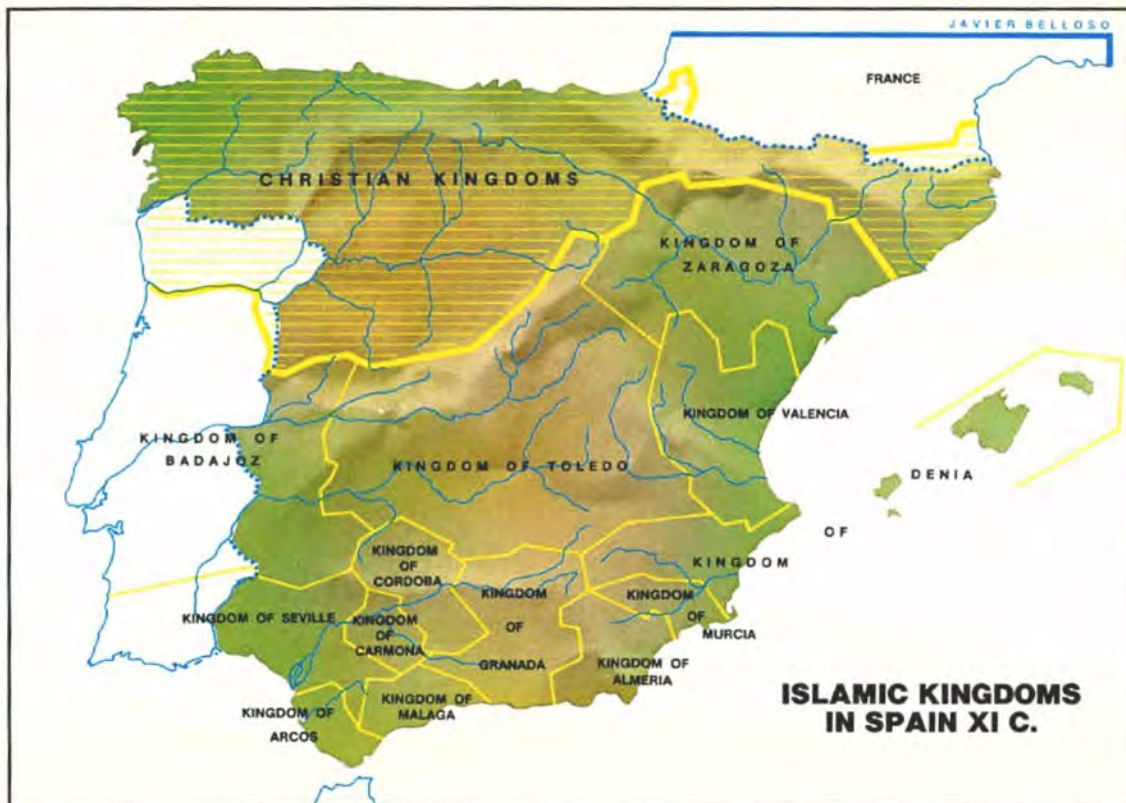 JAVIER BELLOSO
FRANCE
CHRISTIAN KINGDOMS
KINGDOM OF
ZARAGOZA
KINGDOM OF VALENCIA
KINGDOM OF
BADAJOZ
KINGDOM OF TOLEDO
DENIA
OF
KINGDOM
KINGDOM
OF
CORDOBA
KINGDOM
OF
GRANADA
KINGDOM
OF
MURCIA
KINGDOM OF SEVILLE
KINGDOM
OF
CARMONA
KINGDOM OF
ALMERIA
KINGDOM OF
MALAGA
KINGDOM OF
ARCOS
ISLAMIC KINGDOMS
IN SPAIN XI C.